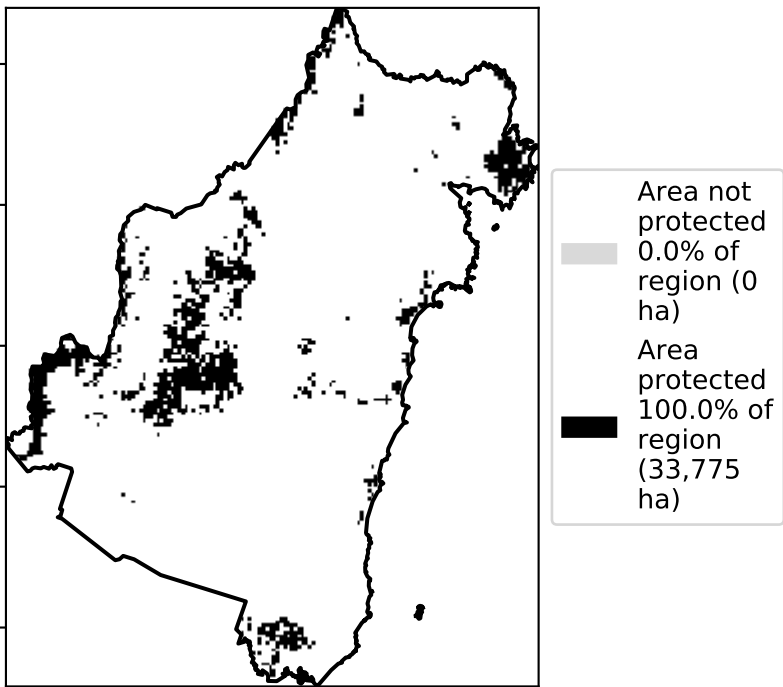 Area not
protected
0.0% of
region (0
ha)
Area
protected
100.0% of
region
(33,775
ha)